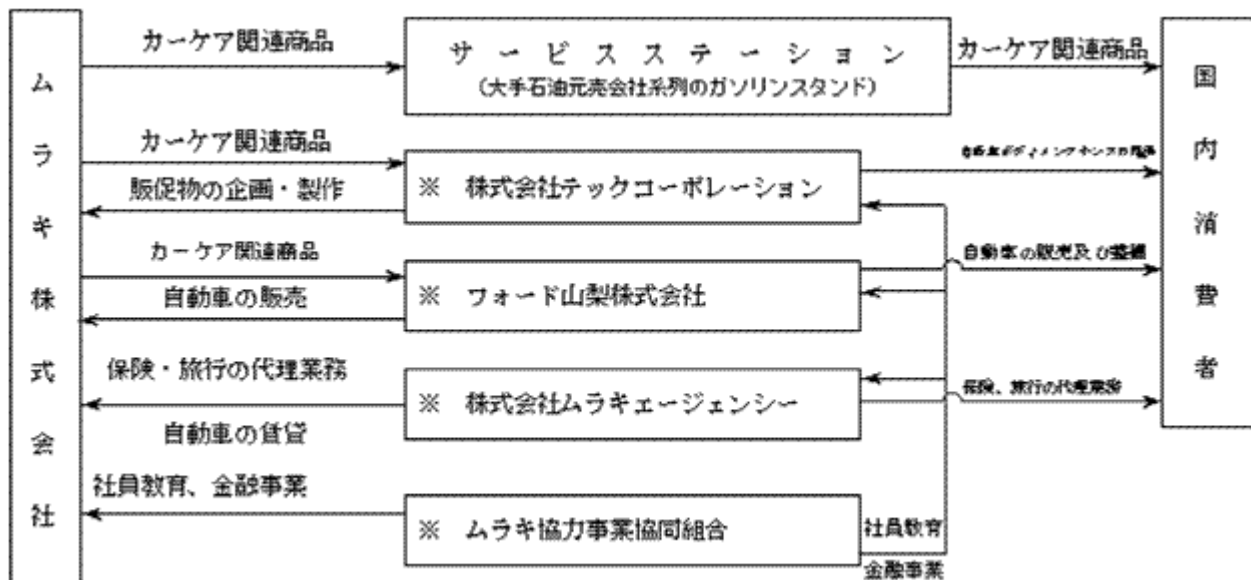 ムラキ株式会社
カーケア関連商品
サービスステーション
(大手石油元売会社系列のガソリンスタンド)
カーケア関連商品
国内消費者
カーケア関連商品
販促物の企画・製作
※ 株式会社テックコーポレーション
カーケア関連商品
自動車の販売
※ フォード山梨株式会社
自動車の販売及び整備
保険・旅行の代理業務
自動車の賃貸
※ 株式会社ムラキエージェンシー
保険、旅行の代理業務
社員教育、金融事業
※ ムラキ協力事業協同組合
社員教育
金融事業